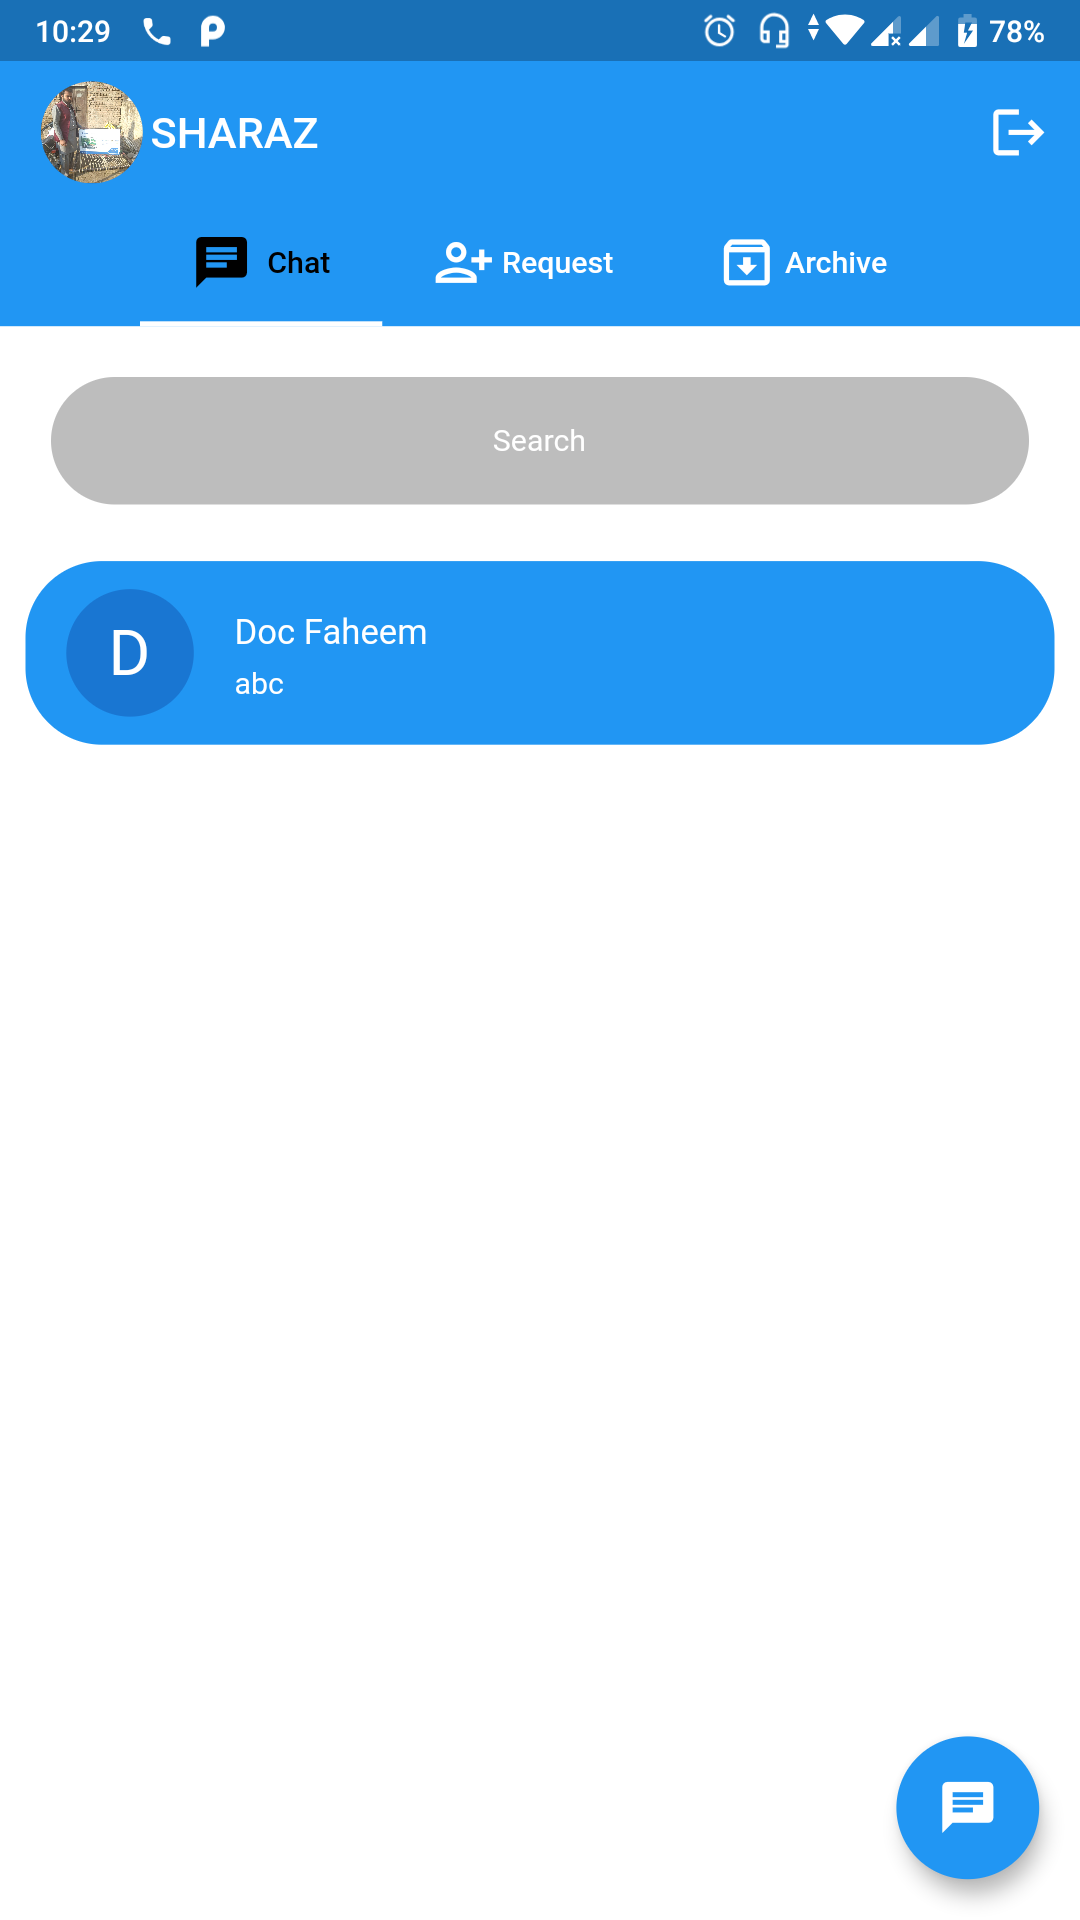 10:29
78%
SHARAZ
Chat
Request
Archive
Search
D
Doc Faheem
abc